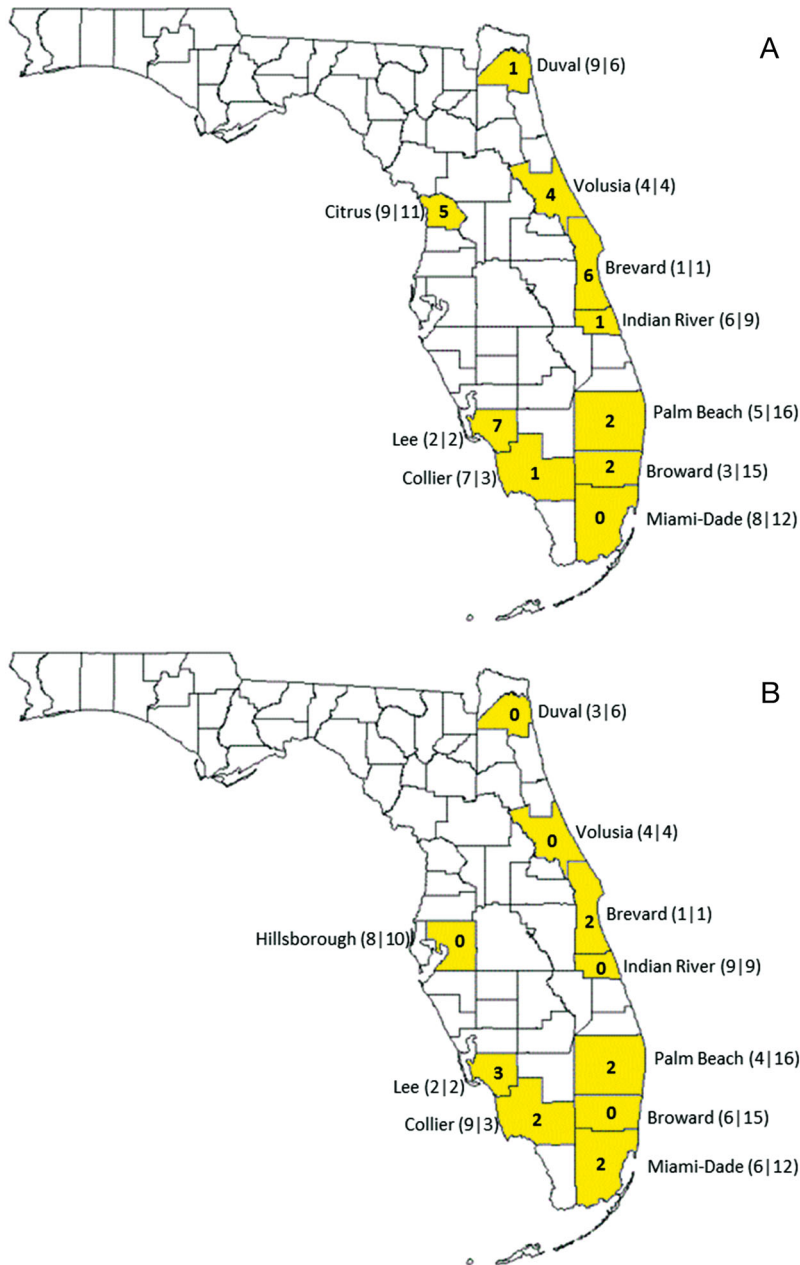 A
1 Duval (9|6)
4 Volusia (4|4)
Citrus (9|11) 5
6 Brevard (1|1)
1 Indian River (6|9)
2 Palm Beach (5|16)
7
Lee (2|2)
2 Broward (3|15)
Collier (7|3) 1
0 Miami-Dade (8|12)
B
0 Duval (3|6)
0 Volusia (4|4)
2 Brevard (1|1)
Hillsborough (8|10) 0
0 Indian River (9|9)
2 Palm Beach (4|16)
3
Lee (2|2)
0 Broward (6|15)
Collier (9|3) 2
2 Miami-Dade (6|12)